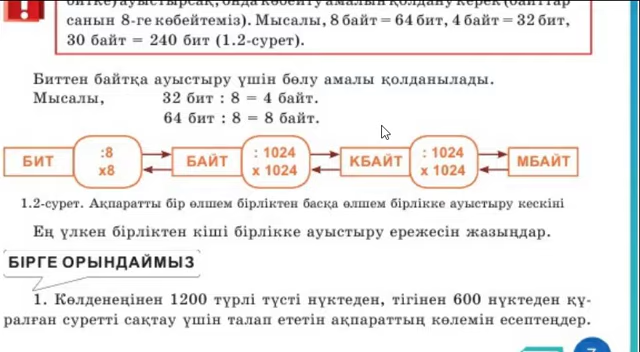 санын 8-ге көбейтеміз). Мысалы, 8 байт = 64 бит, 4 байт = 32 бит,
30 байт = 240 бит (1.2-сурет).
Биттен байтқа ауыстыру үшін бөлу амалы қолданылады.
Мысалы, 32 бит : 8 = 4 байт.
64 бит : 8 = 8 байт.
БИТ :8 БАЙТ : 1024 КБАЙТ : 1024 МБАЙТ
x8 x 1024 x 1024
1.2-сурет. Ақпаратты бір өлшем бірліктен басқа өлшем бірлікке ауыстыру кескіні
Ең үлкен бірліктен кіші бірлікке ауыстыру ережесін жазыңдар.
БІРГЕ ОРЫНДАЙМЫЗ
1. Көлденеңінен 1200 түрлі түсті нүктеден, тігінен 600 нүктеден құ-
ралған суретті сақтау үшін талап ететін ақпараттың көлемін есептеңдер.